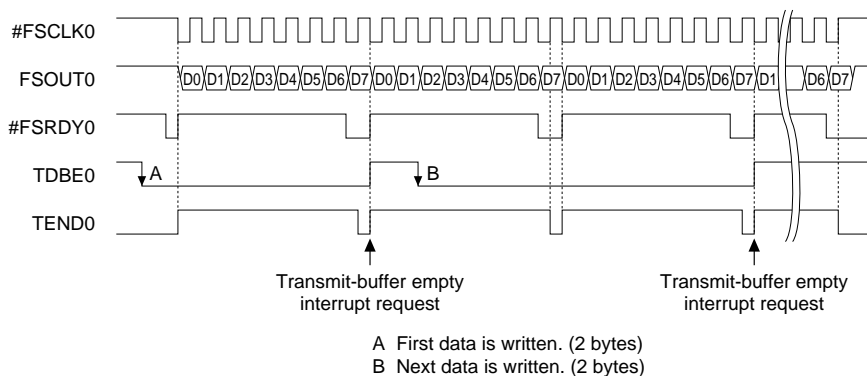 #FSCLK0
FSOUT0 D0 D1 D2 D3 D4 D5 D6 D7 D0 D1 D2 D3 D4 D5 D6 D7 D0 D1 D2 D3 D4 D5 D6 D7 D1 D6 D7
#FSRDY0
TDBE0 A B
TEND0
Transmit-buffer empty Transmit-buffer empty
interrupt request interrupt request
A First data is written. (2 bytes)
B Next data is written. (2 bytes)